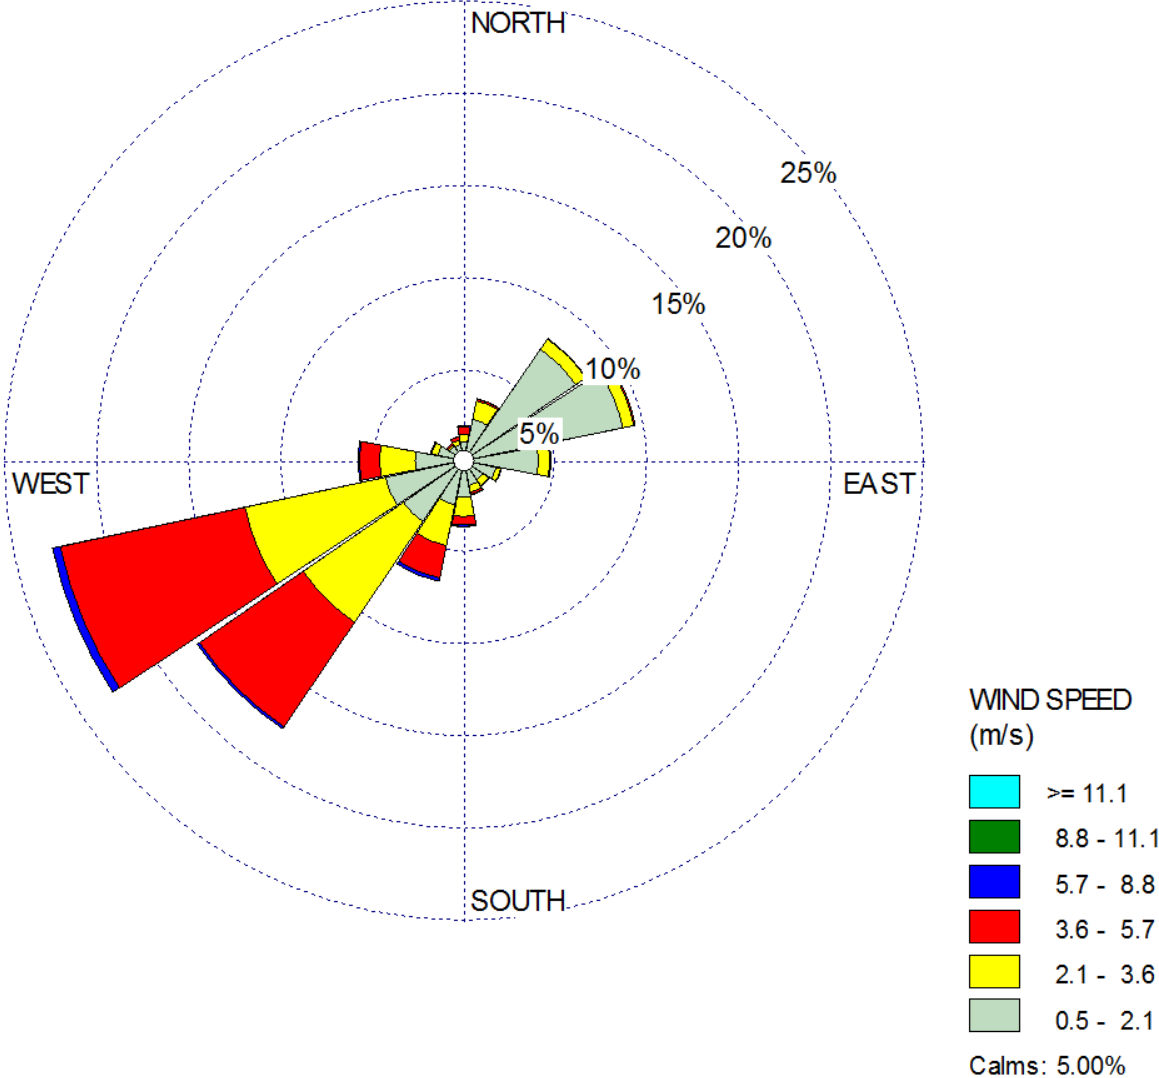 NORTH
25%
20%
15%
10%
5%
WEST
EAST
SOUTH
WIND SPEED
(m/s)
>= 11.1
8.8 - 11.1
5.7 - 8.8
3.6 - 5.7
2.1 - 3.6
0.5 - 2.1
Calms: 5.00%